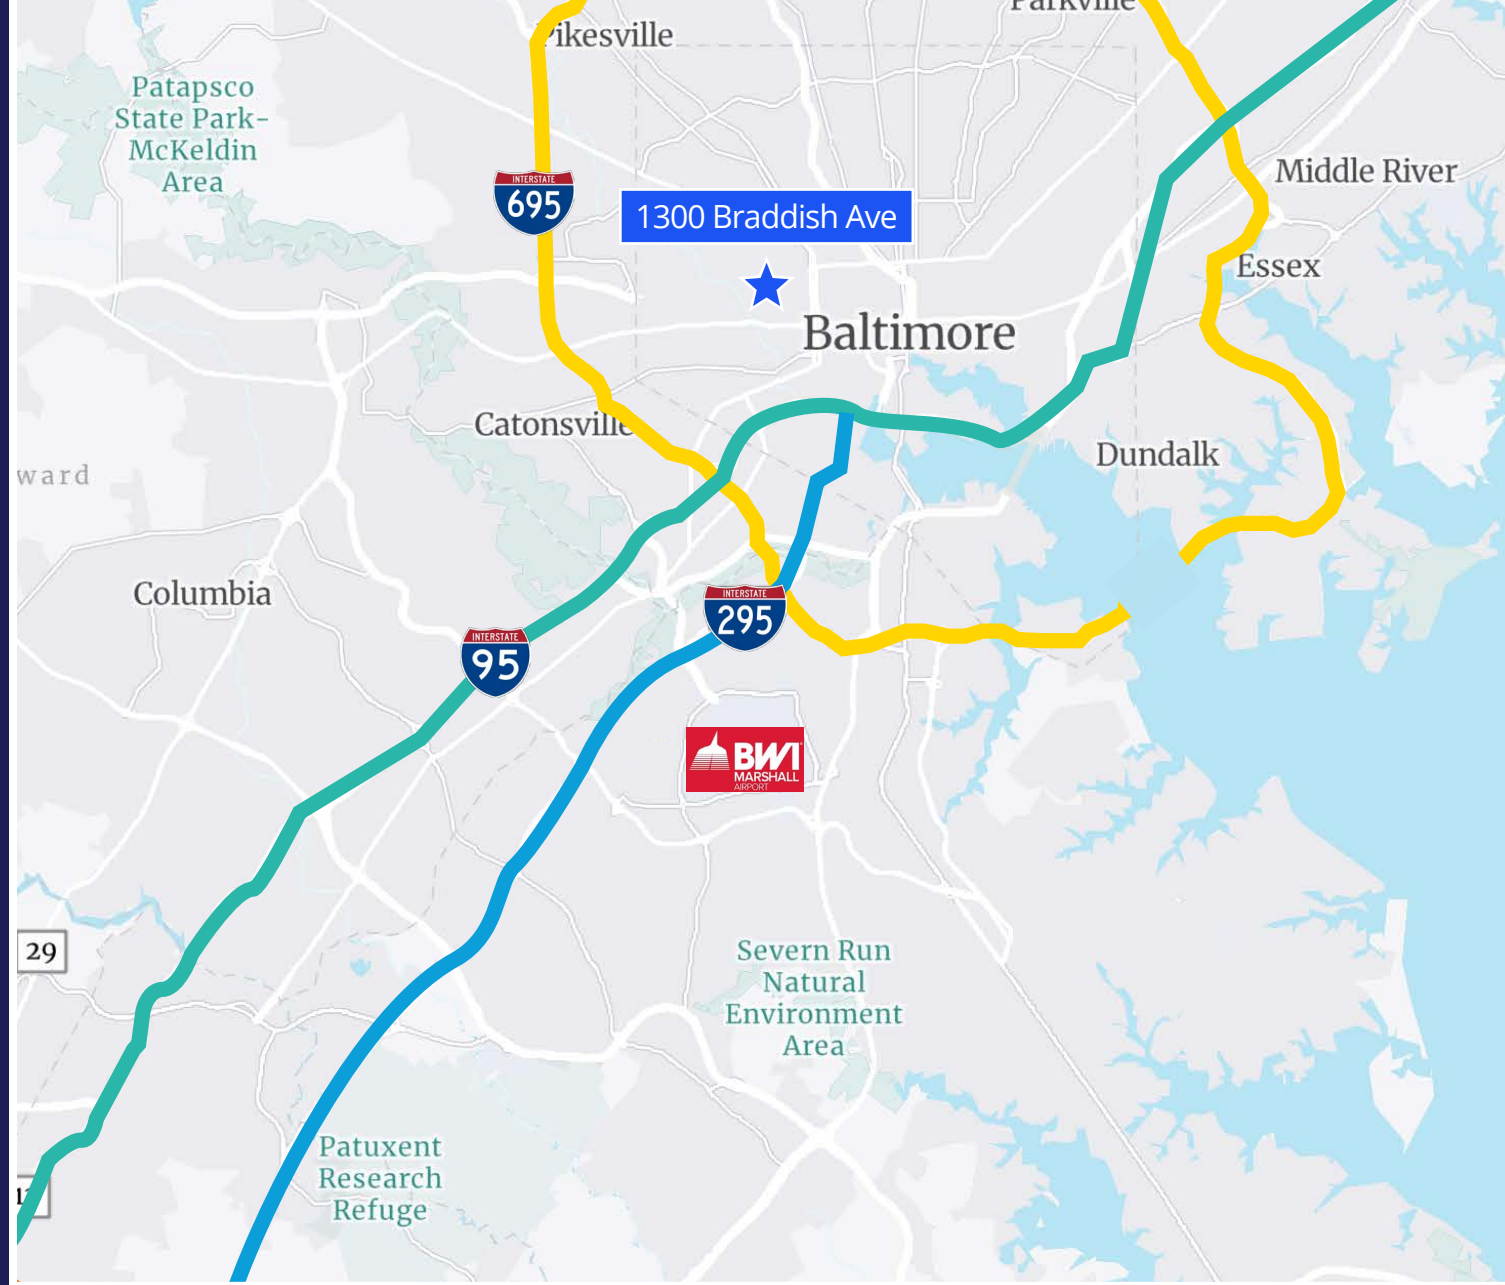 Parkville
Pikesville
Patapsco
State Park-
McKeldin
Area
INTERSTATE
695
1300 Braddish Ave
Middle River
Essex
Baltimore
Catonsville
Dundalk
ward
Columbia
INTERSTATE
295
INTERSTATE
95
BWI
MARSHALL
AIRPORT
29
Severn Run
Natural
Environment
Area
Patuxent
Research
Refuge